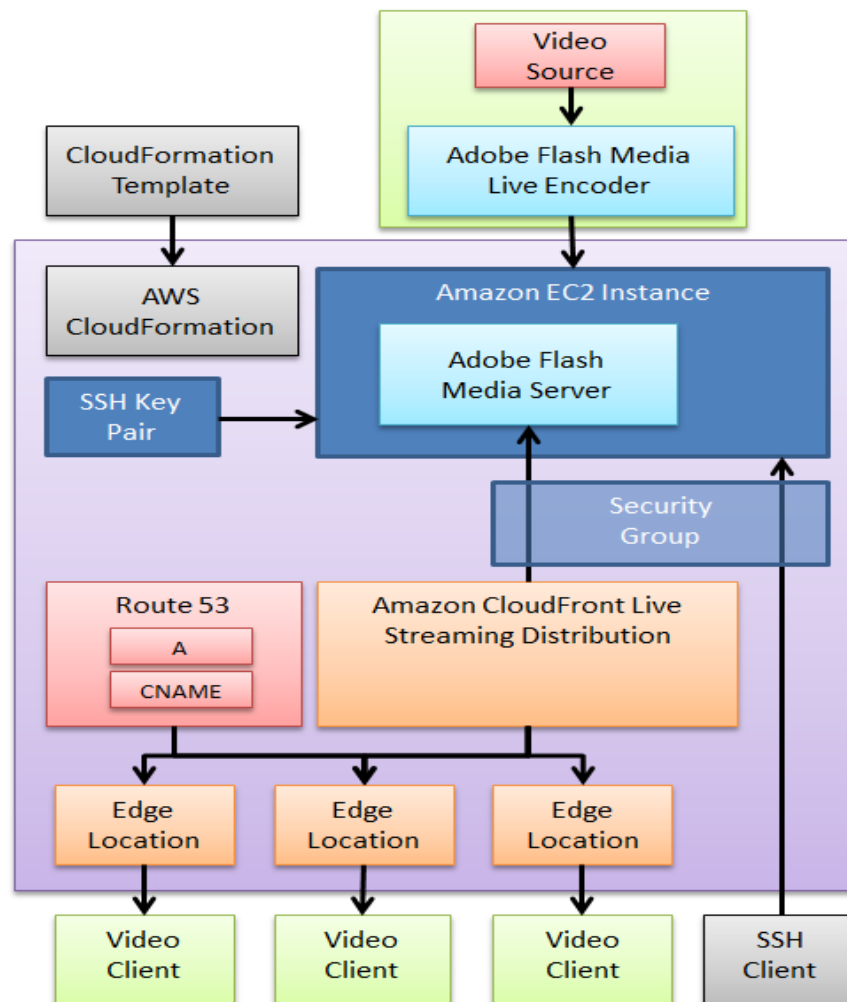 Video
Source
CloudFormation
Template
Adobe Flash Media
Live Encoder
AWS
CloudFormation
Amazon EC2 Instance
Adobe Flash
Media Server
SSH Key
Pair
Security
Group
Route 53
A
CNAME
Amazon CloudFront Live
Streaming Distribution
Edge
Location
Edge
Location
Edge
Location
Video
Client
Video
Client
Video
Client
SSH
Client